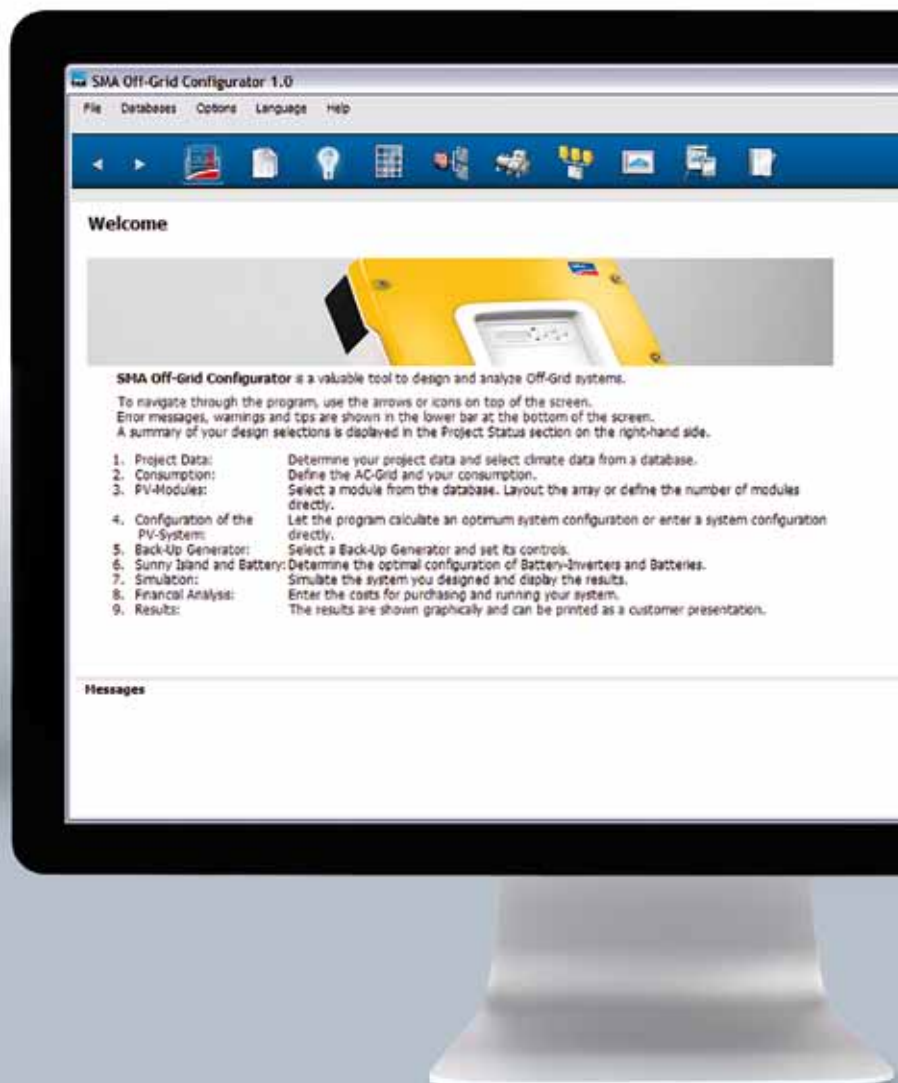 SMA Off-Grid Configurator 1.0
File Databases Options Language Help
Welcome
SMA Off-Grid Configurator is a valuable tool to design and analyze Off-Grid systems.
To navigate through the program, use the arrows or icons on top of the screen.
Error messages, warnings and tips are shown in the lower bar at the bottom of the screen.
A summary of your design selections is displayed in the Project Status section on the right-hand side.
1. Project Data: Determine your project data and select climate data from a database.
2. Consumption: Define the AC-Grid and your consumption.
3. PV-Modules: Select a module from the database. Layout the array or define the number of modules
directly.
4. Configuration of the Let the program calculate an optimum system configuration or enter a system configuration
PV-System: directly.
5. Back-Up Generator: Select a Back-Up Generator and set its controls.
6. Sunny Island and Battery: Determine the optimal configuration of Battery-Inverters and Batteries.
7. Simulation: Simulate the system you designed and display the results.
8. Financial Analysis: Enter the costs for purchasing and running your system.
9. Results: The results are shown graphically and can be printed as a customer presentation.
Messages